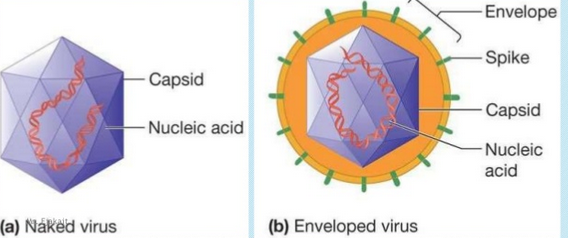 Capsid
Nucleic acid
(a) Naked virus
Envelope
Spike
Capsid
Nucleic
acid
(b) Enveloped virus